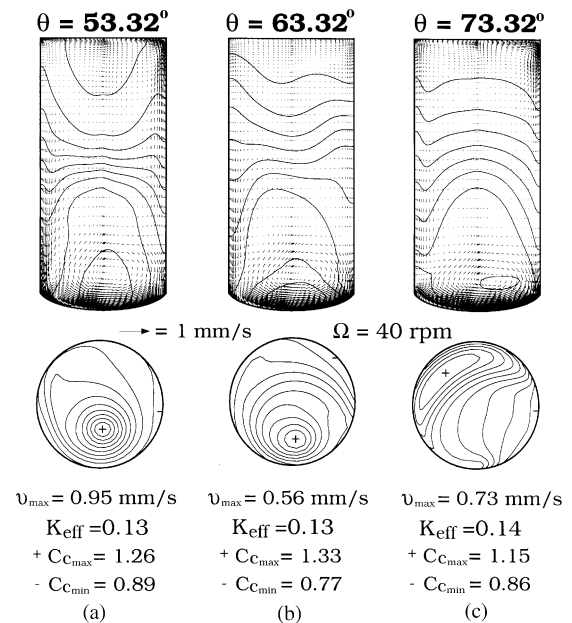 θ = 53.32° θ = 63.32° θ = 73.32°
= 1 mm/s Ω = 40 rpm
+ + +
- - -
υmax = 0.95 mm/s υmax = 0.56 mm/s υmax = 0.73 mm/s
Keff =0.13 Keff =0.13 Keff =0.14
+ Ccmax= 1.26 + Ccmax= 1.33 + Ccmax= 1.15
- Ccmin= 0.89 - Ccmin= 0.77 - Ccmin= 0.86
(a) (b) (c)